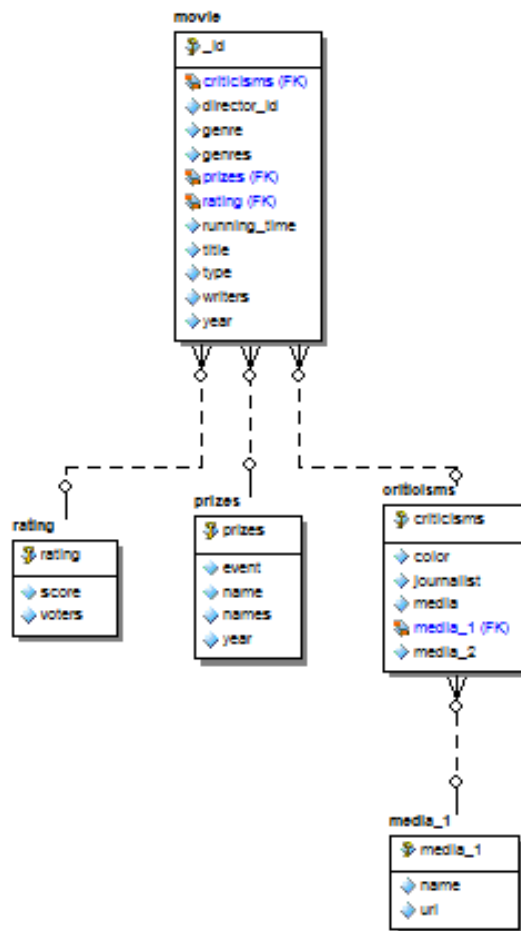 movie
_id
criticisms (FK)
director_id
genre
genres
prizes (FK)
rating (FK)
running_time
title
type
writers
year
rating
rating
score
voters
prizes
prizes
event
name
names
year
criticisms
criticisms
color
journalist
media
media_1 (FK)
media_2
media_1
media_1
name
url